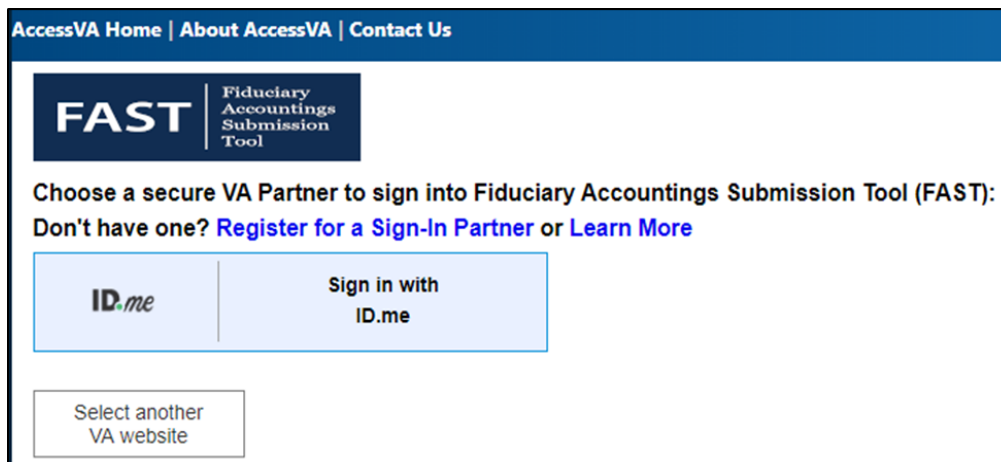 AccessVA Home | About AccessVA | Contact Us
FAST
Fiduciary
Accountings
Submission
Tool
Choose a secure VA Partner to sign into Fiduciary Accountings Submission Tool (FAST):
Don't have one? Register for a Sign-In Partner or Learn More
ID.me
Sign in with
ID.me
Select another
VA website